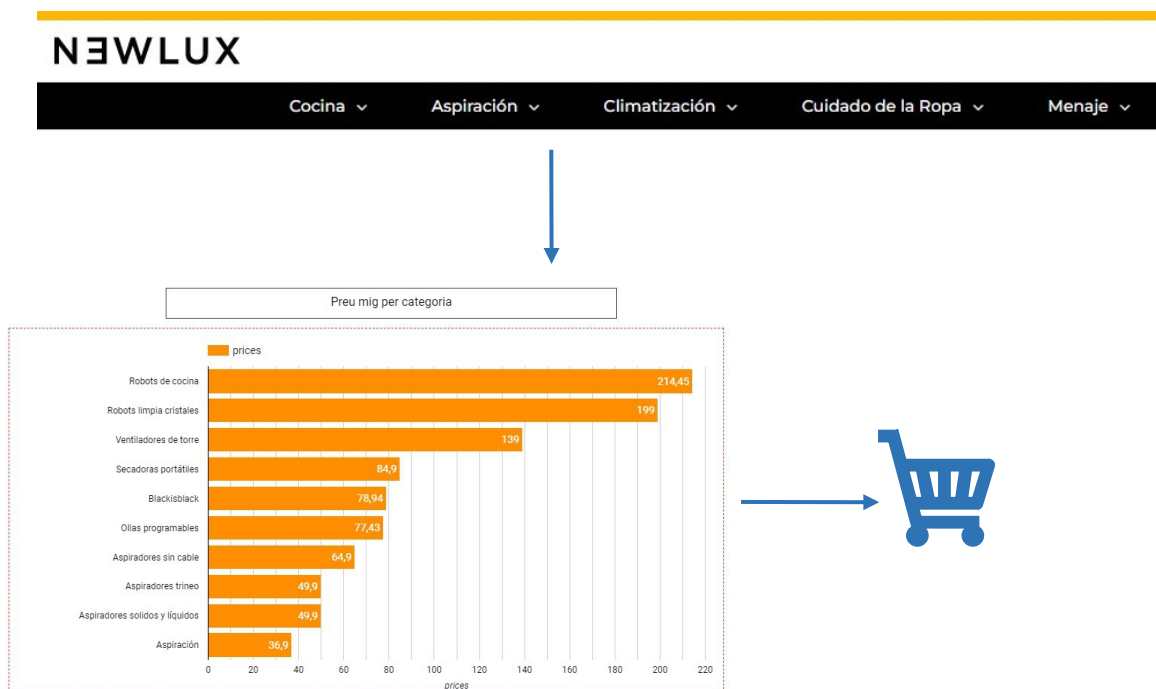 NEWLUX
Cocina Aspiración Climatización Cuidado de la Ropa Menaje
Preu mig per categoria
prices
Robots de cocina 214,45
Robots limpia cristales 199
Ventiladores de torre 139
Secadoras portátiles 84,9
Blackisblack 78,94
Ollas programables 77,43
Aspiradores sin cable 64,9
Aspiradores trineo 49,9
Aspiradores solidos y líquidos 49,9
Aspiración 36,9
0 20 40 60 80 100 120 140 160 180 200 220
prices